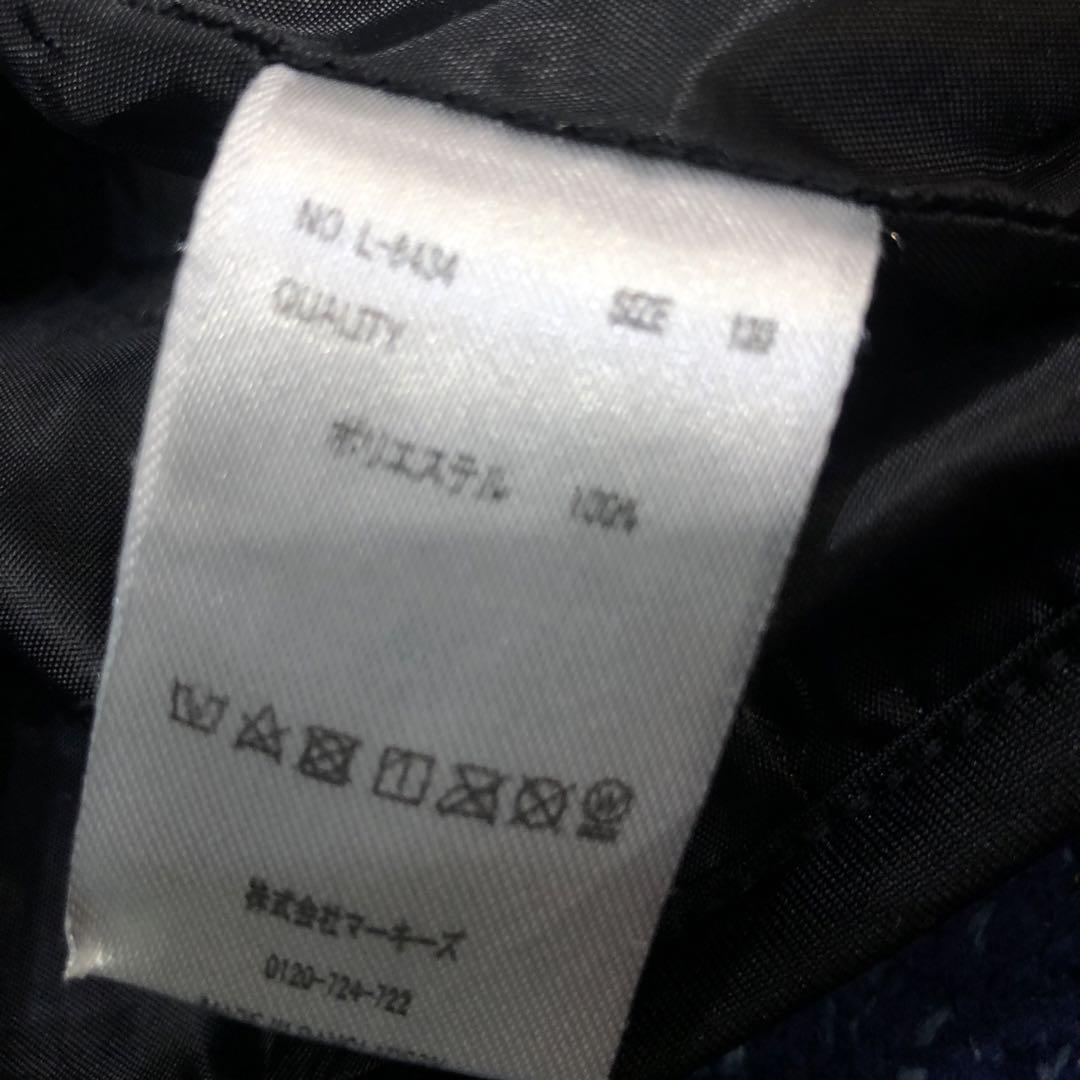 NO L-6434
SIZE 130
QUALITY
ポリエステル 100%
株式会社マーキーズ
0120-724-722